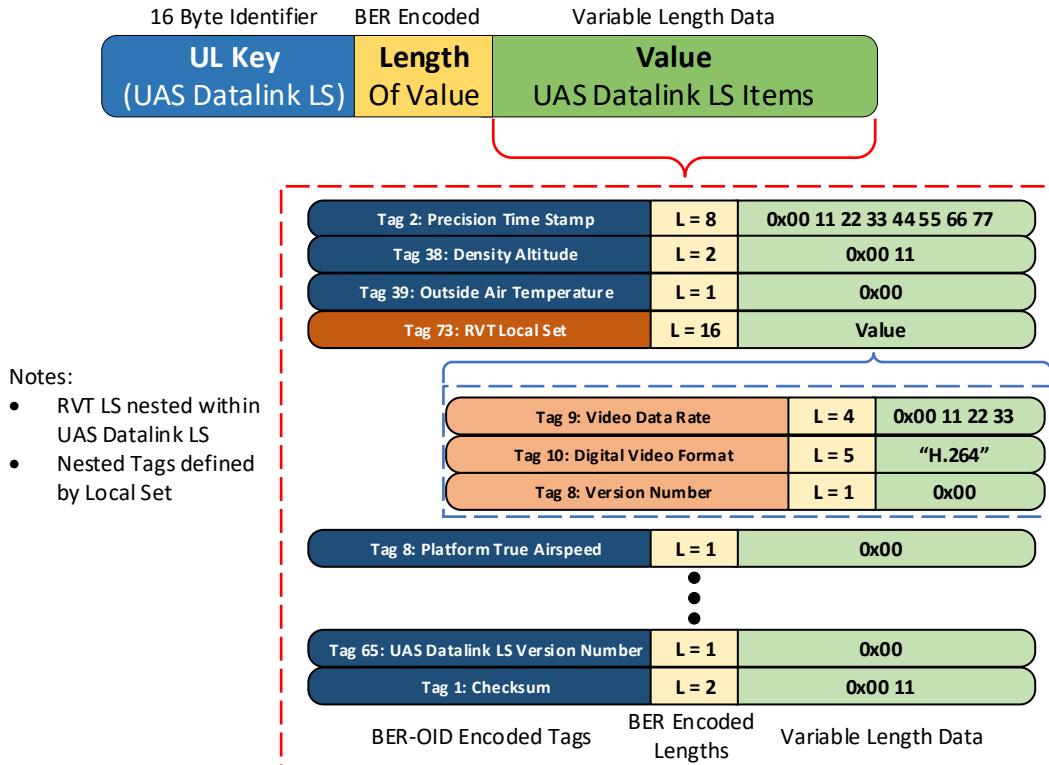 16 Byte Identifier BER Encoded Variable Length Data
UL Key Length Value
(UAS Datalink LS) Of Value UAS Datalink LS Items
Tag 2: Precision Time Stamp L = 8 0x00 11 22 33 44 55 66 77
Tag 38: Density Altitude L = 2 0x00 11
Tag 39: Outside Air Temperature L = 1 0x00
Tag 73: RVT Local Set L = 16 Value
Notes:
• RVT LS nested within
UAS Datalink LS
• Nested Tags defined
by Local Set
Tag 9: Video Data Rate L = 4 0x00 11 22 33
Tag 10: Digital Video Format L = 5 “H.264”
Tag 8: Version Number L = 1 0x00
Tag 8: Platform True Airspeed L = 1 0x00
Tag 65: UAS Datalink LS Version Number L = 1 0x00
Tag 1: Checksum L = 2 0x00 11
BER-OID Encoded Tags BER Encoded Variable Length Data
Lengths